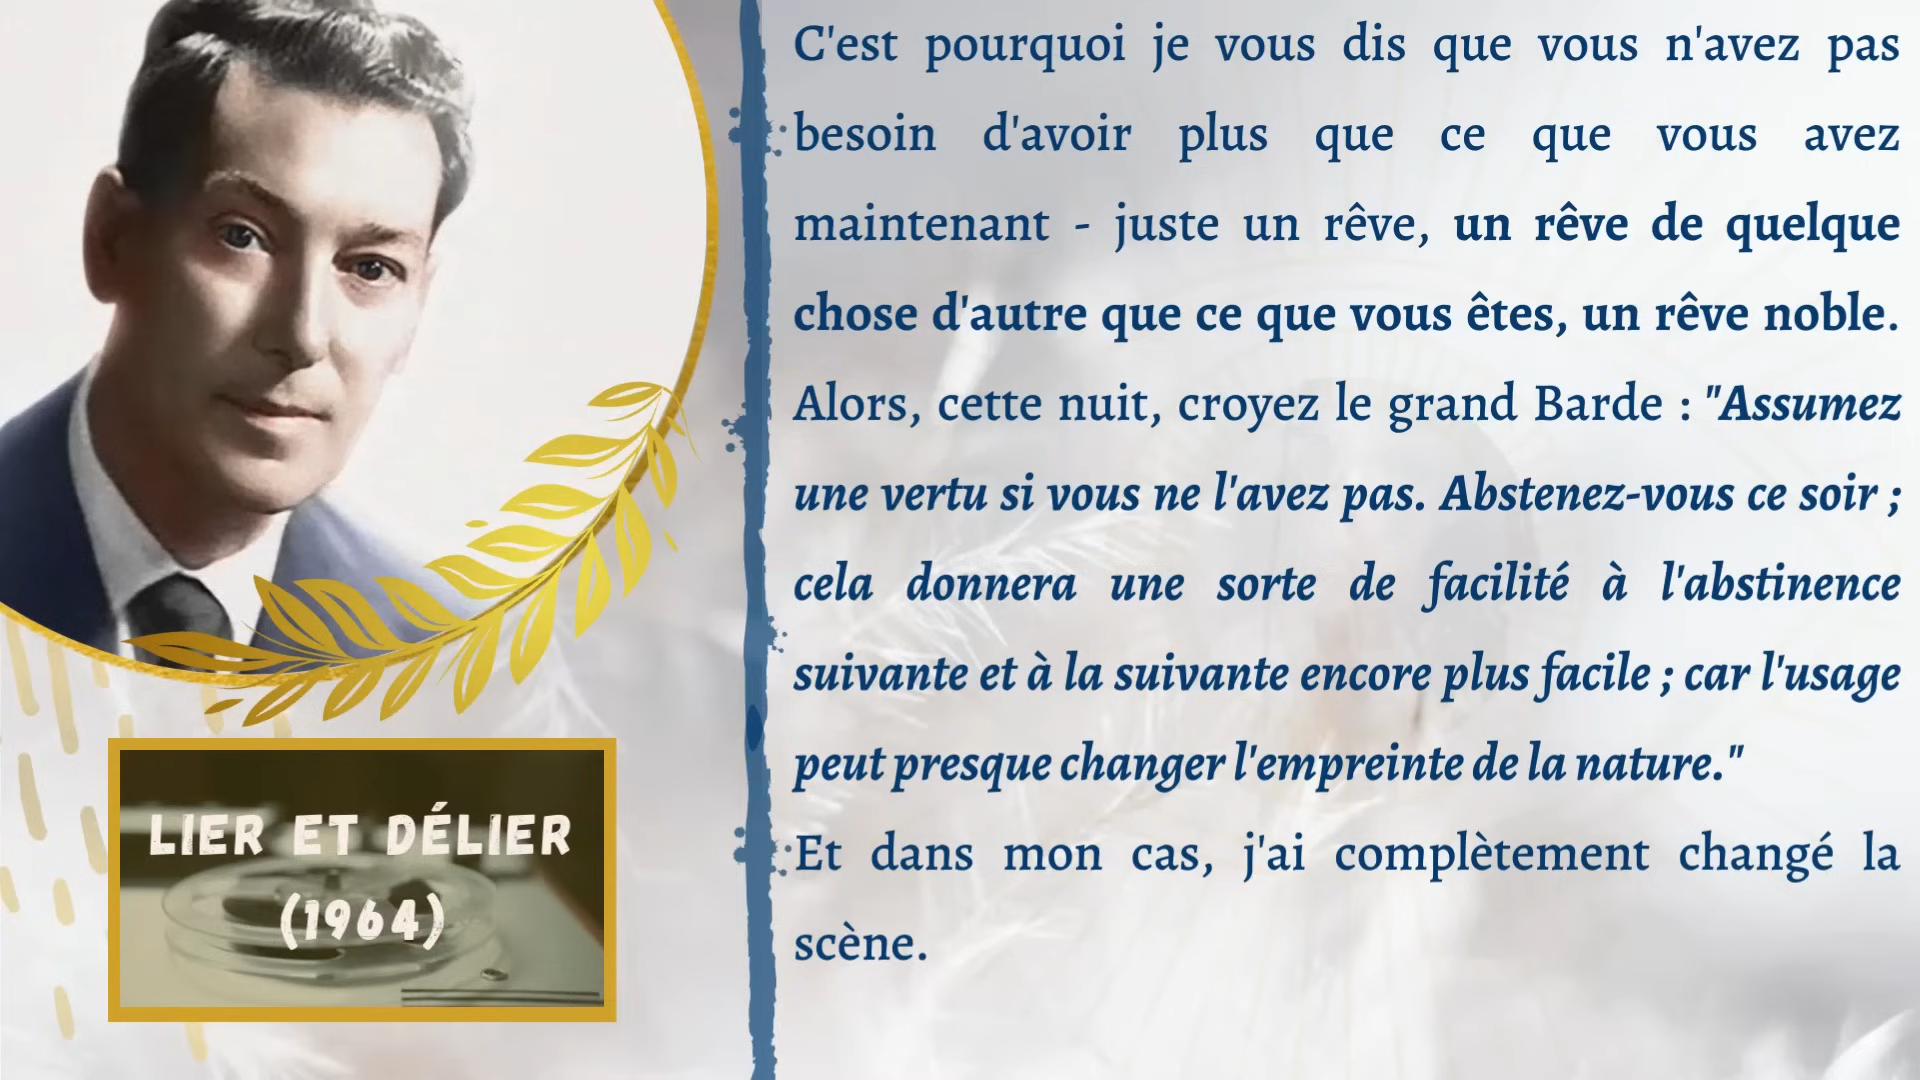 C'est pourquoi je vous dis que vous n'avez pas
besoin d'avoir plus que ce que vous avez
maintenant - juste un rêve, un rêve de quelque
chose d'autre que ce que vous êtes, un rêve noble.
Alors, cette nuit, croyez le grand Barde : "Assumez
une vertu si vous ne l'avez pas. Abstenez-vous ce soir ;
cela donnera une sorte de facilité à l'abstinence
suivante et à la suivante encore plus facile ; car l'usage
peut presque changer l'empreinte de la nature."
Et dans mon cas, j'ai complètement changé la
scène.
LIER ET DÉLIER
(1964)